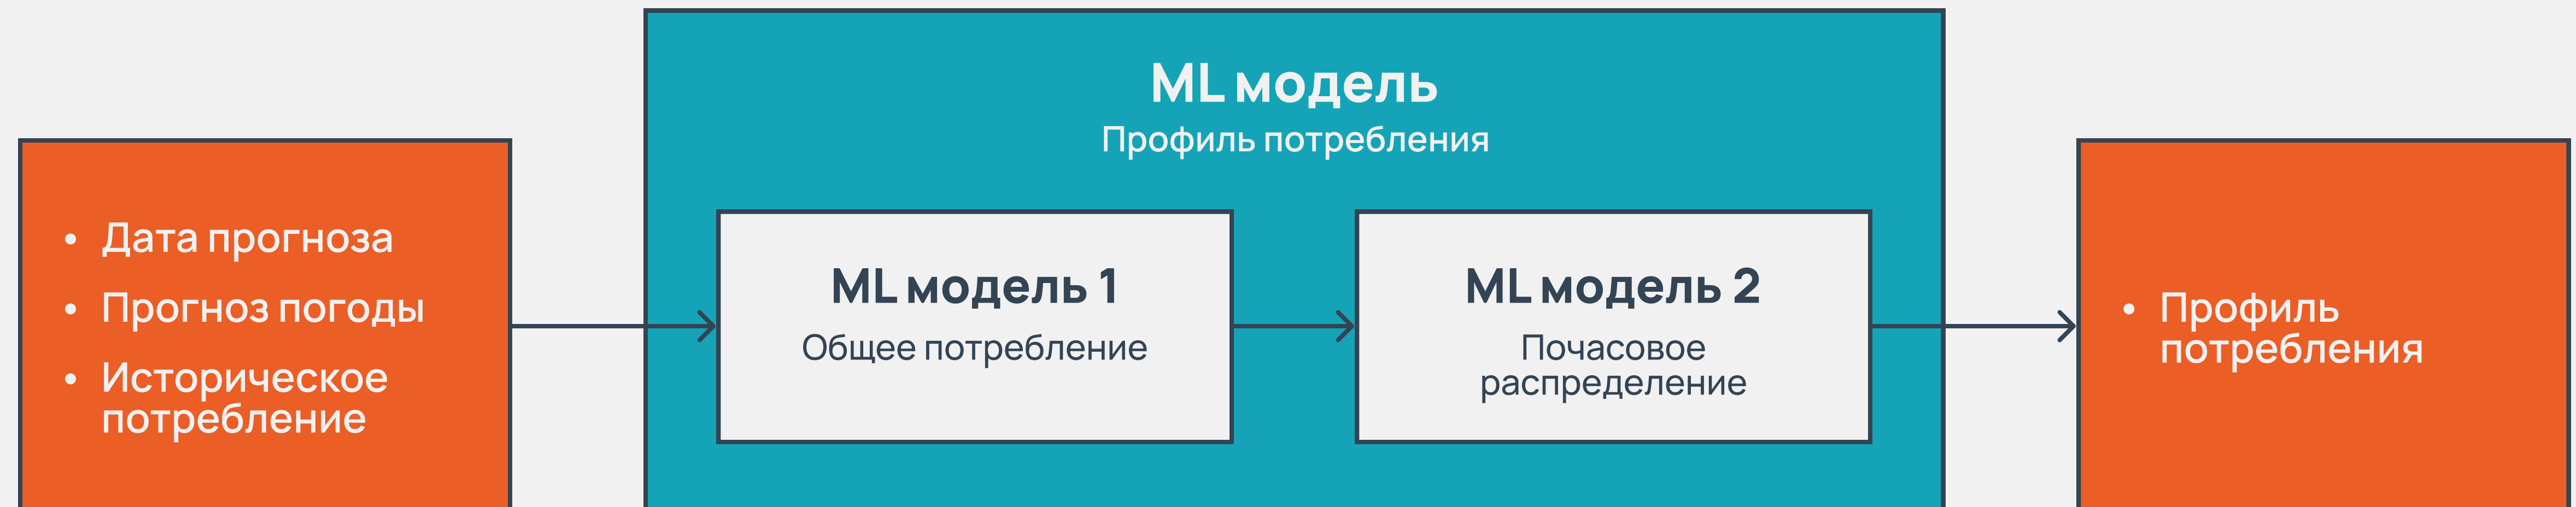 ML модель
Профиль потребления
• Дата прогноза
• Прогноз погоды
• Историческое
потребление
ML модель 1
Общее потребление
ML модель 2
Почасовое
распределение
• Профиль
потребления